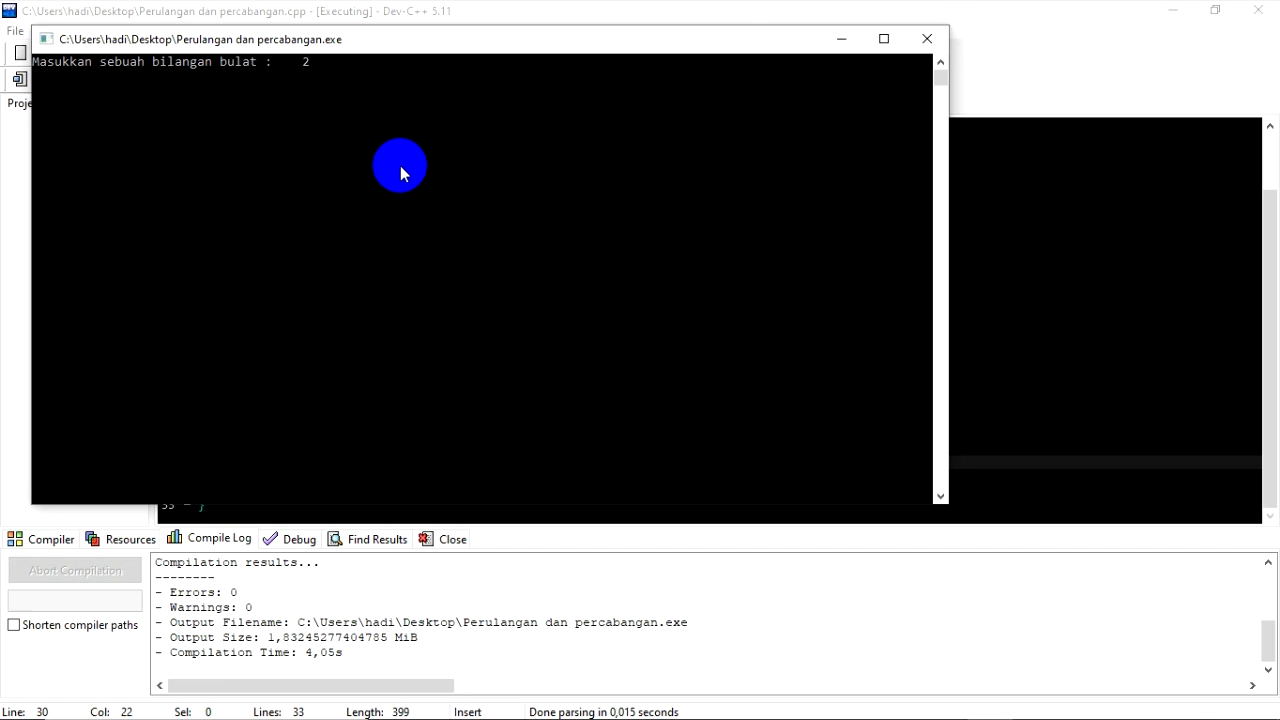 C:\Users\hadi\Desktop\Perulangan dan percabangan.cpp - [Executing] - Dev-C++ 5.11
File
C:\Users\hadi\Desktop\Perulangan dan percabangan.exe
Masukkan sebuah bilangan bulat :    2
Proje
33 }
Compiler Resources Compile Log Debug Find Results Close
Abort Compilation
Shorten compiler paths
Compilation results...
--------
- Errors: 0
- Warnings: 0
- Output Filename: C:\Users\hadi\Desktop\Perulangan dan percabangan.exe
- Output Size: 1,83245277404785 MiB
- Compilation Time: 4,05s
Line: 30 Col: 22 Sel: 0 Lines: 33 Length: 399 Insert Done parsing in 0,015 seconds